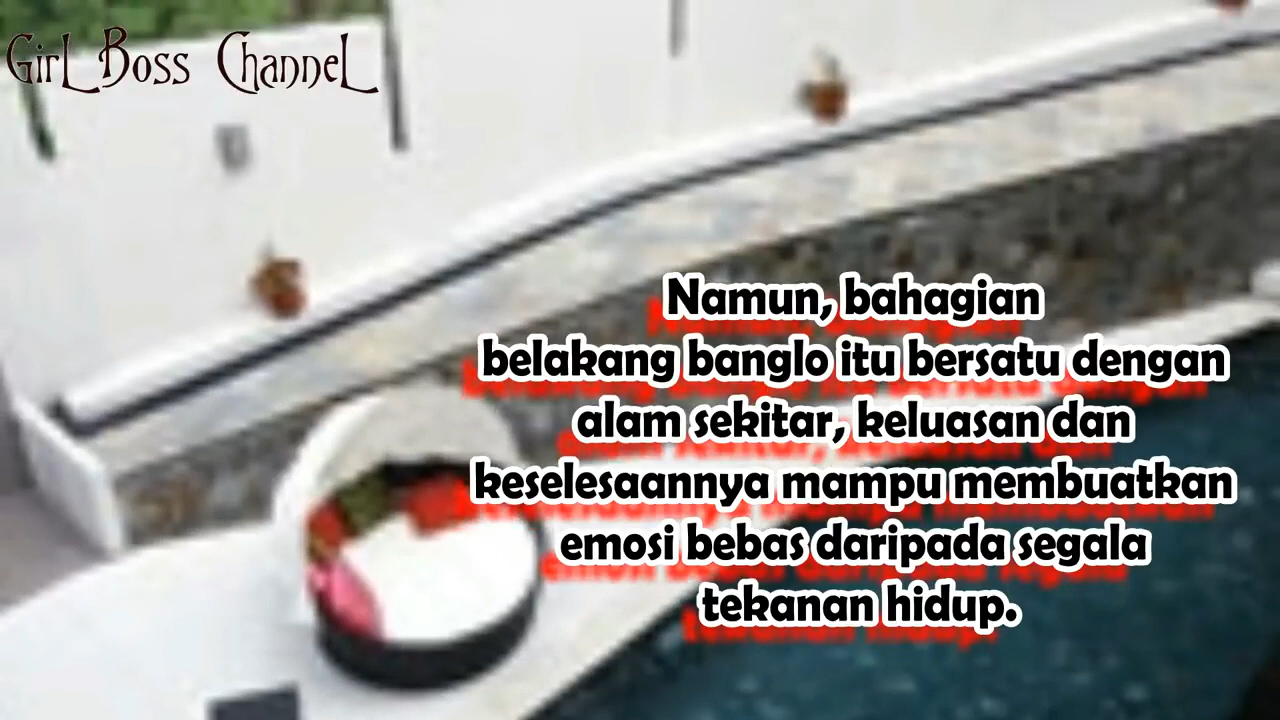 Girl Boss Channel
Namun, bahagian
belakang banglo itu bersatu dengan
alam sekitar, keluasan dan
keselesaannya mampu membuatkan
emosi bebas daripada segala
tekanan hidup.